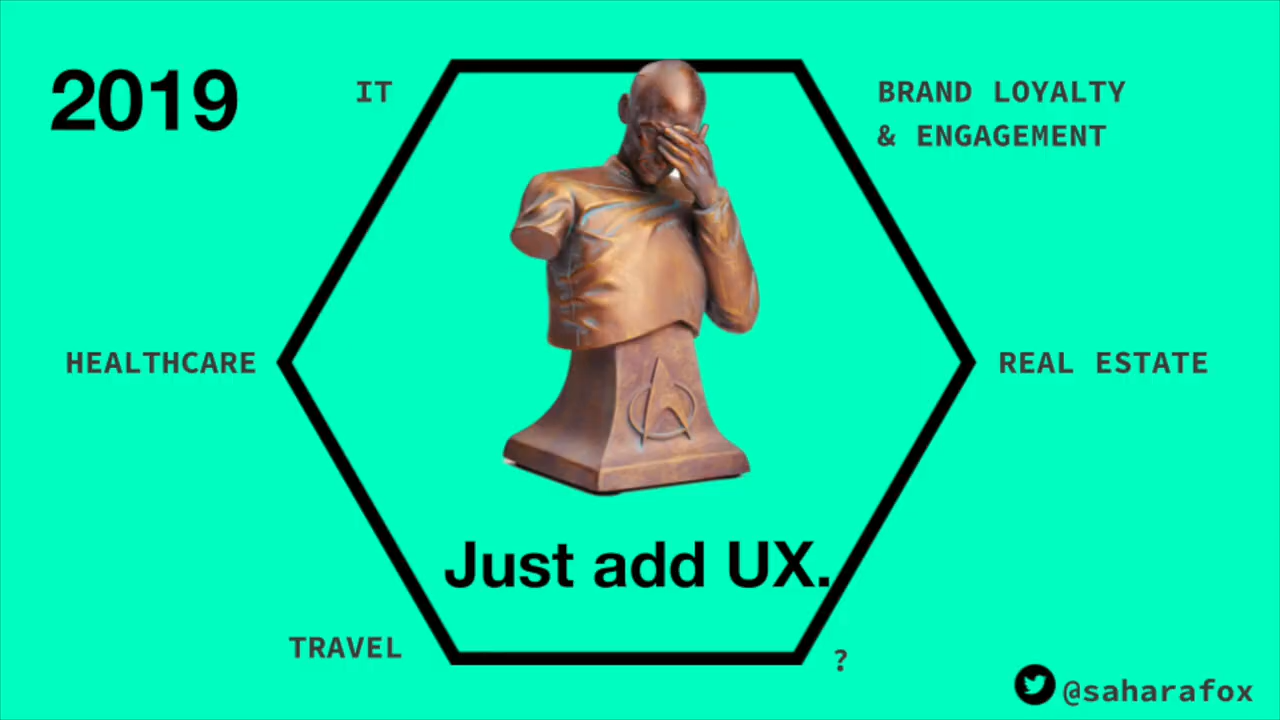 2019
IT
BRAND LOYALTY
& ENGAGEMENT
HEALTHCARE
REAL ESTATE
Just add UX.
TRAVEL
?
@saharafox